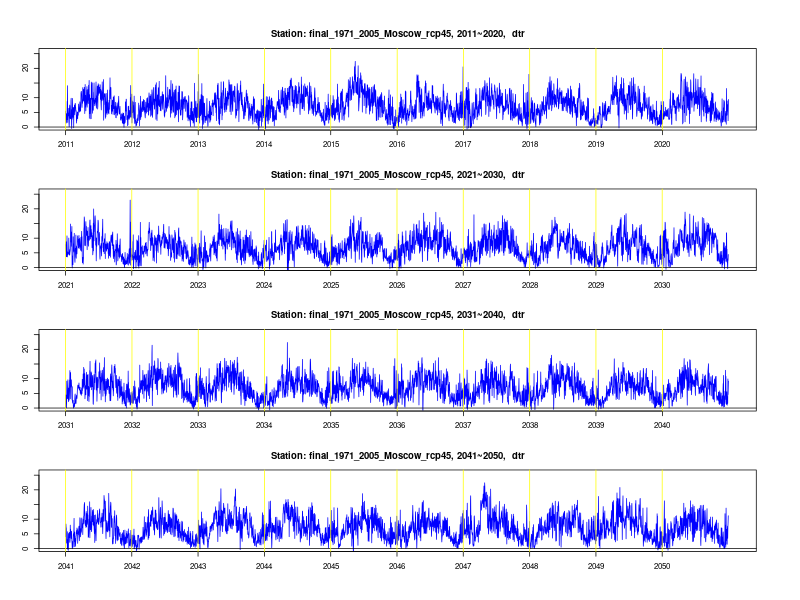 Station: final_1971_2005_Moscow_rcp45, 2011~2020, dtr
20
10
5
0
2011 2012 2013 2014 2015 2016 2017 2018 2019 2020
Station: final_1971_2005_Moscow_rcp45, 2021~2030, dtr
20
10
5
0
2021 2022 2023 2024 2025 2026 2027 2028 2029 2030
Station: final_1971_2005_Moscow_rcp45, 2031~2040, dtr
20
10
5
0
2031 2032 2033 2034 2035 2036 2037 2038 2039 2040
Station: final_1971_2005_Moscow_rcp45, 2041~2050, dtr
20
10
5
0
2041 2042 2043 2044 2045 2046 2047 2048 2049 2050